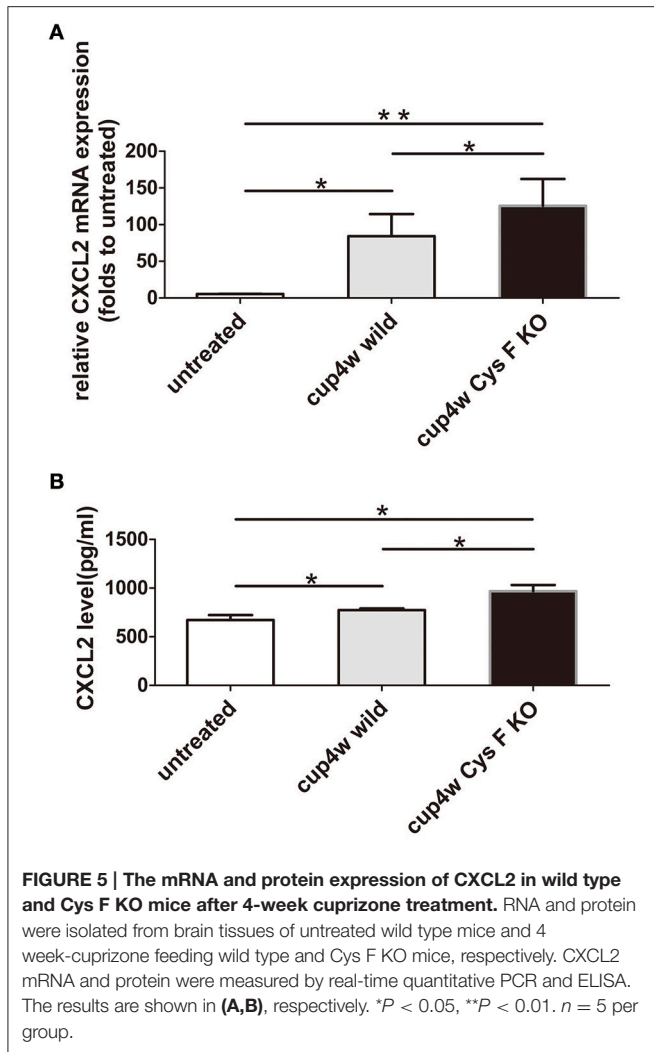 A
relative CXCL2 mRNA expression
(folds to untreated)
200
150
100
50
0
* *
*
*
untreated
cup4w wild
cup4w Cys F KO
B
CXCL2 level(pg/ml)
1500
1000
500
0
*
*
*
untreated
cup4w wild
cup4w Cys F KO
FIGURE 5 | The mRNA and protein expression of CXCL2 in wild type
and Cys F KO mice after 4-week cuprizone treatment. RNA and protein
were isolated from brain tissues of untreated wild type mice and 4
week-cuprizone feeding wild type and Cys F KO mice, respectively. CXCL2
mRNA and protein were measured by real-time quantitative PCR and ELISA.
The results are shown in (A,B), respectively. *P < 0.05, **P < 0.01. n = 5 per
group.